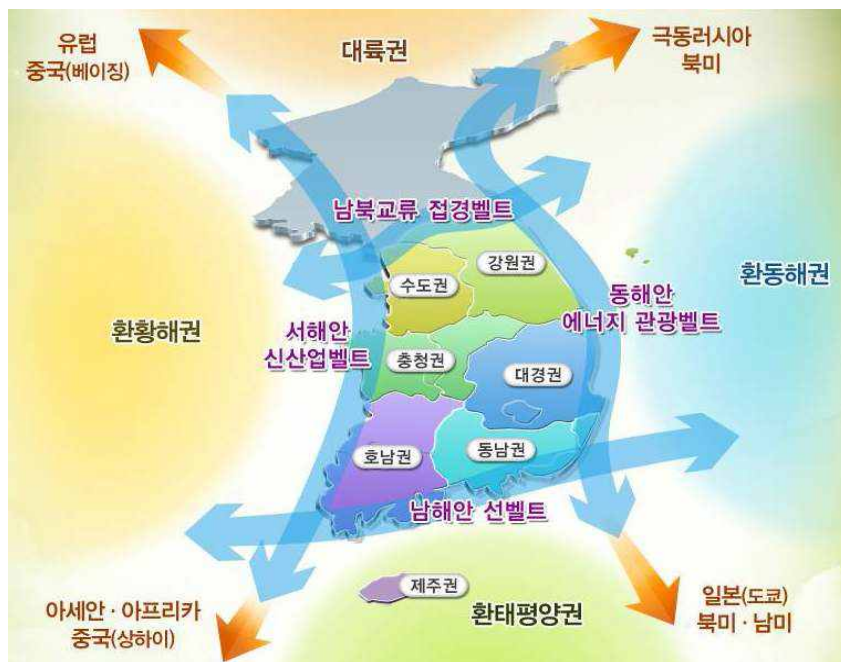 유럽
중국(베이징)
대륙권
극동러시아
북미
남북교류 접경벨트
강원권
수도권
환동해권
동해안
에너지 관광벨트
환황해권
서해안
신산업벨트
충청권
대경권
호남권
동남권
남해안 선벨트
제주권
환태평양권
아세안 · 아프리카
중국(상하이)
일본(도쿄)
북미 · 남미